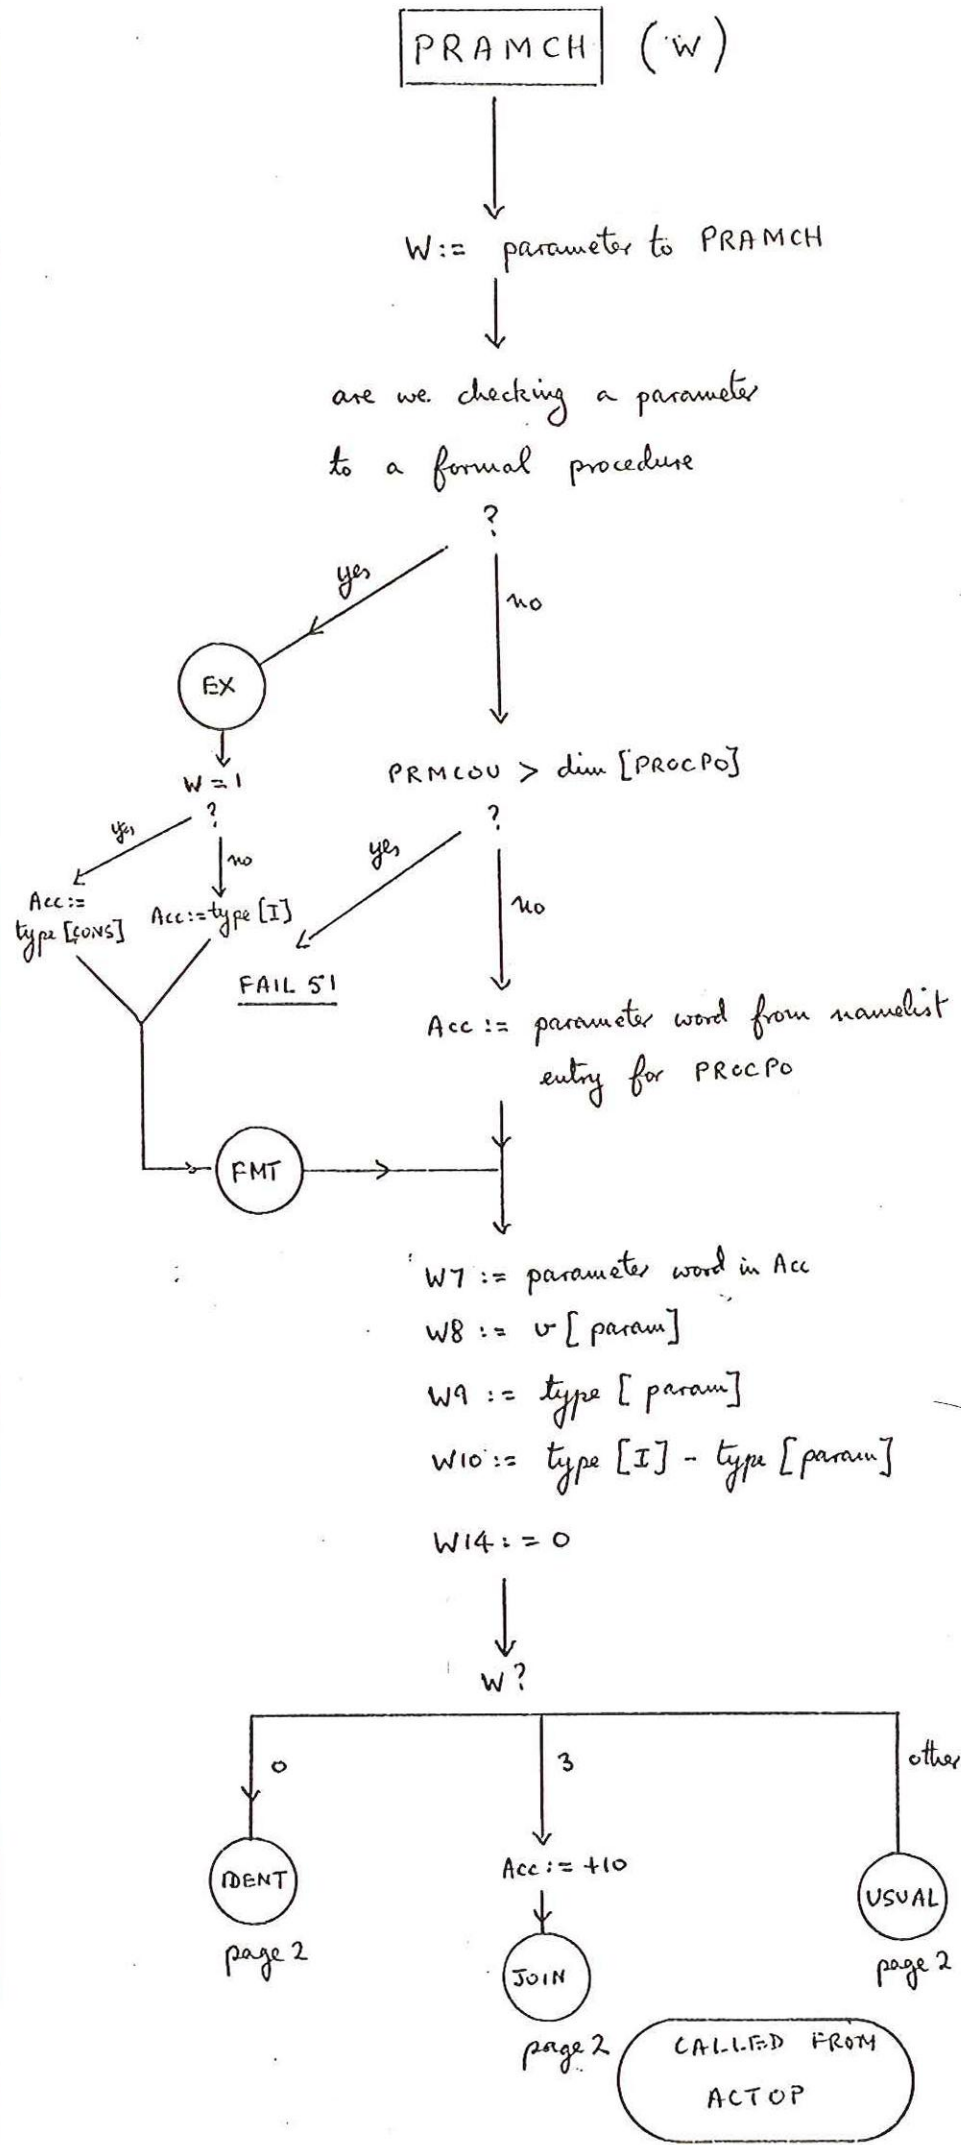 PRAMCH (W)
W:= parameter to PRAMCH
are we checking a parameter
to a formal procedure
?
yes
no
EX
W=1
?
PRMCOU > dim [PROCPO]
?
yes
no
yes
no
Acc:=
type [CONS]
Acc:=type [I]
FAIL 51
Acc := parameter word from namelist
entry for PROCPO
FMT
W7 := parameter word in Acc
W8 := v[param]
W9 := type [param]
W10 := type [I] - type [param]
W14 := 0
W?
0
3
other
IDENT
page 2
Acc:= +10
JOIN
page 2
USUAL
page 2
CALLED FROM
ACTOP